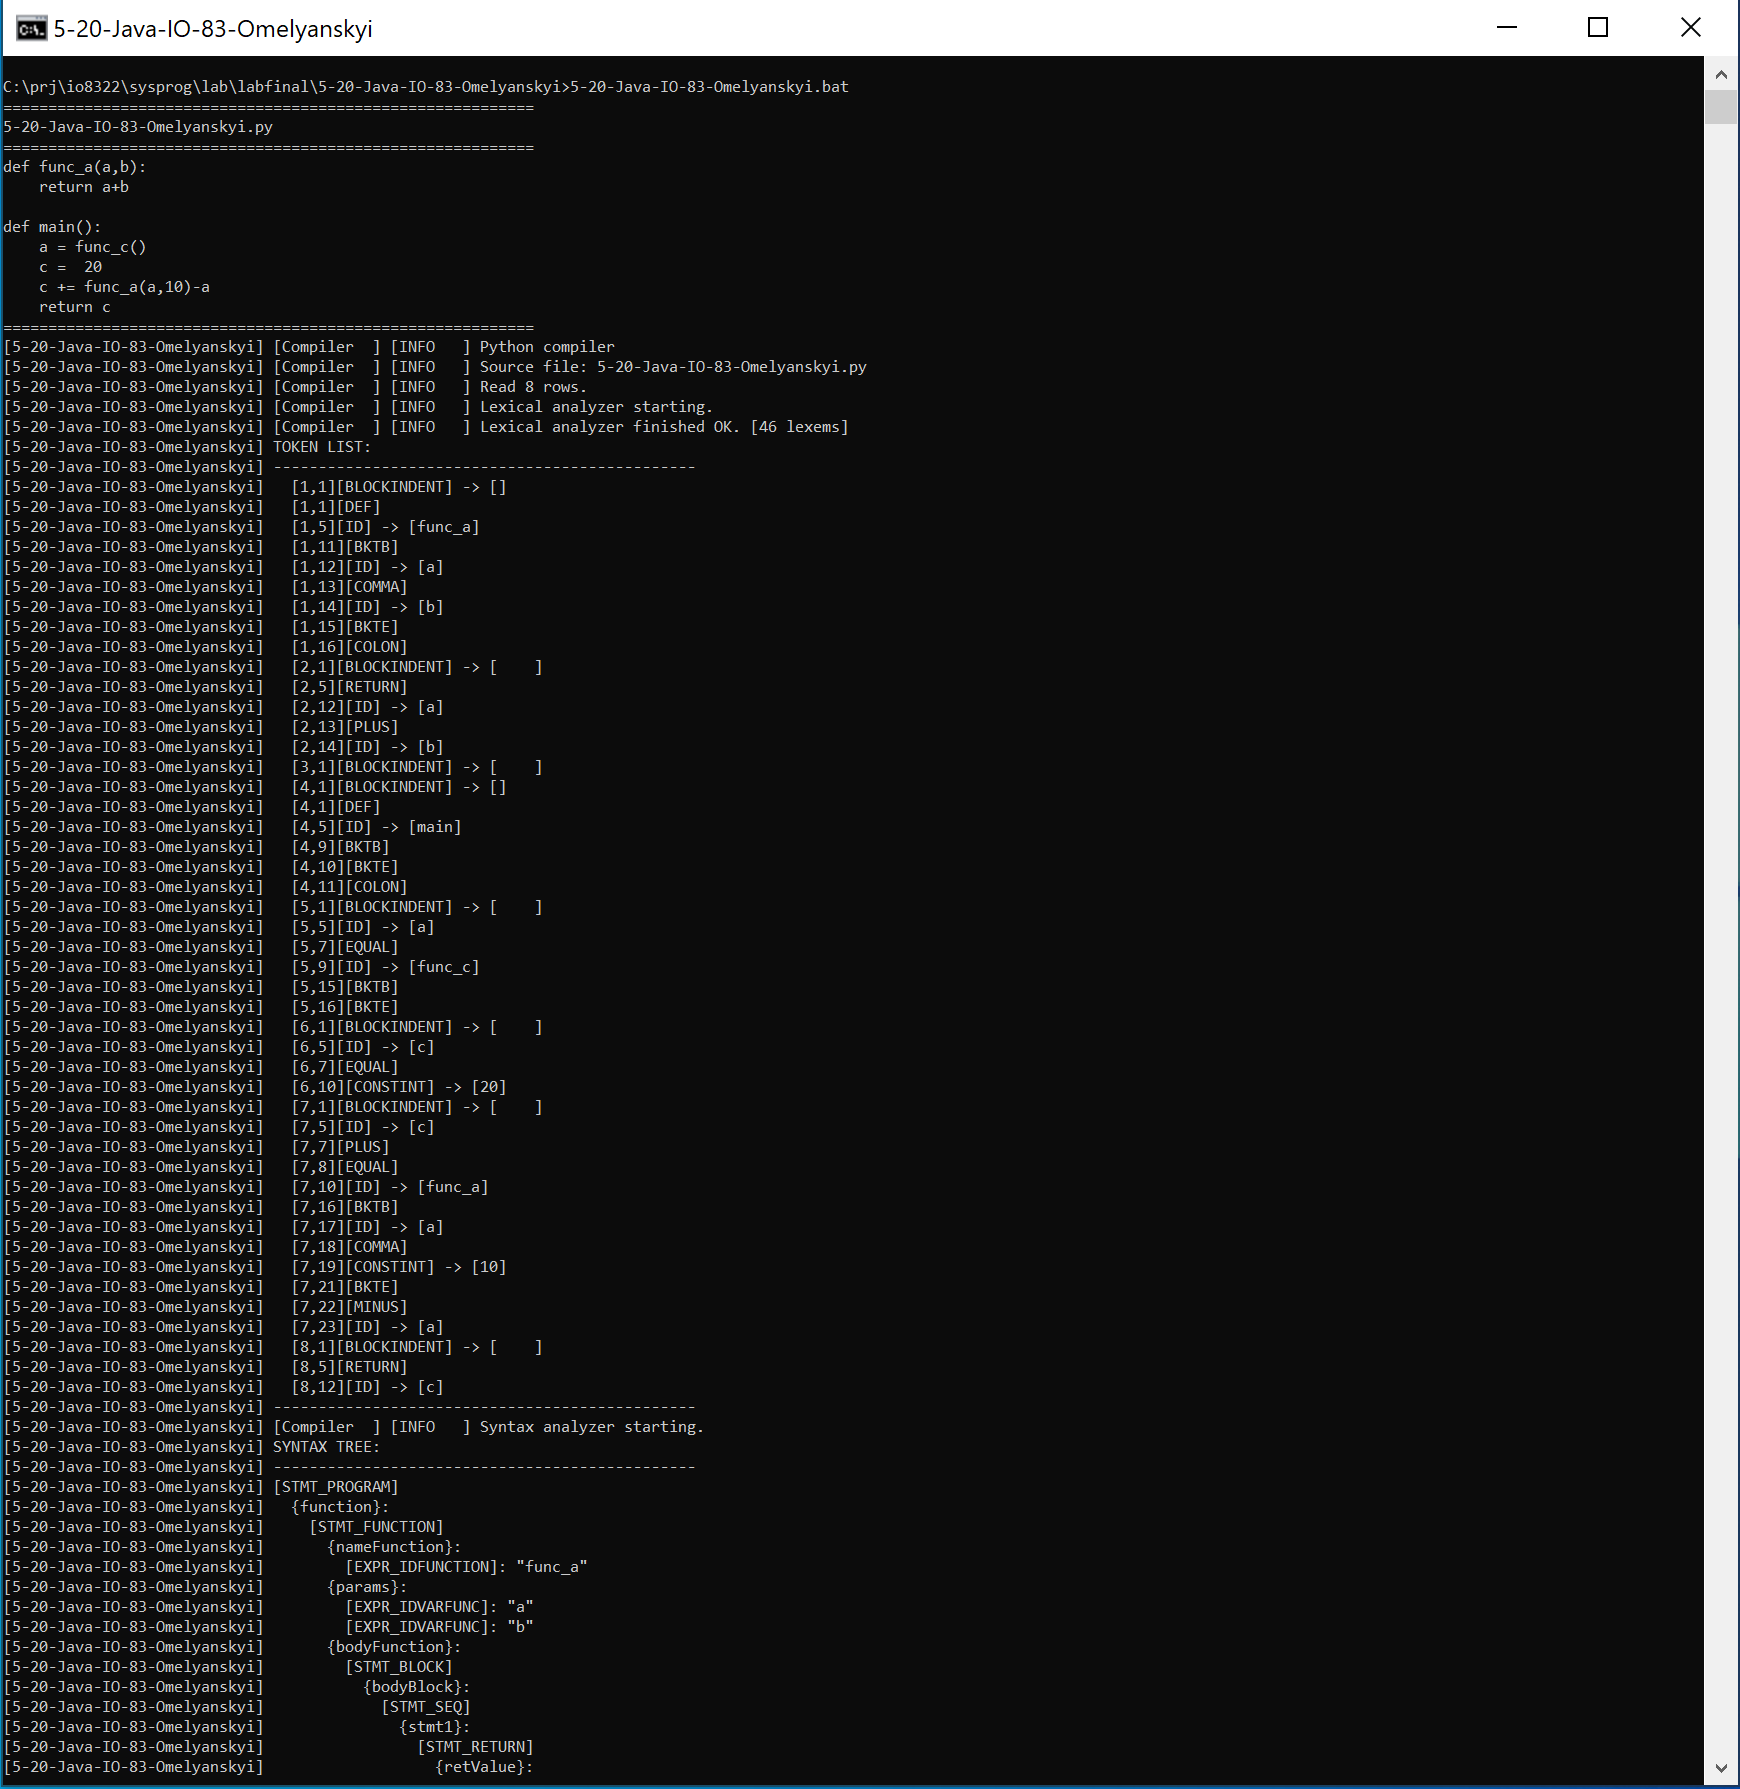 5-20-Java-IO-83-Omelyanskyi
C:\prj\io8322\sysprog\lab\labfinal\5-20-Java-IO-83-Omelyanskyi>5-20-Java-IO-83-Omelyanskyi.bat
===========================================================
5-20-Java-IO-83-Omelyanskyi.py
===========================================================
def func_a(a,b):
    return a+b

def main():
    a = func_c()
    c =  20
    c += func_a(a,10)-a
    return c
===========================================================
[5-20-Java-IO-83-Omelyanskyi] [Compiler  ] [INFO   ] Python compiler
[5-20-Java-IO-83-Omelyanskyi] [Compiler  ] [INFO   ] Source file: 5-20-Java-IO-83-Omelyanskyi.py
[5-20-Java-IO-83-Omelyanskyi] [Compiler  ] [INFO   ] Read 8 rows.
[5-20-Java-IO-83-Omelyanskyi] [Compiler  ] [INFO   ] Lexical analyzer starting.
[5-20-Java-IO-83-Omelyanskyi] [Compiler  ] [INFO   ] Lexical analyzer finished OK. [46 lexems]
[5-20-Java-IO-83-Omelyanskyi] TOKEN LIST:
[5-20-Java-IO-83-Omelyanskyi] -----------------------------------------------
[5-20-Java-IO-83-Omelyanskyi]   [1,1][BLOCKINDENT] -> []
[5-20-Java-IO-83-Omelyanskyi]   [1,1][DEF]
[5-20-Java-IO-83-Omelyanskyi]   [1,5][ID] -> [func_a]
[5-20-Java-IO-83-Omelyanskyi]   [1,11][BKTB]
[5-20-Java-IO-83-Omelyanskyi]   [1,12][ID] -> [a]
[5-20-Java-IO-83-Omelyanskyi]   [1,13][COMMA]
[5-20-Java-IO-83-Omelyanskyi]   [1,14][ID] -> [b]
[5-20-Java-IO-83-Omelyanskyi]   [1,15][BKTE]
[5-20-Java-IO-83-Omelyanskyi]   [1,16][COLON]
[5-20-Java-IO-83-Omelyanskyi]   [2,1][BLOCKINDENT] -> [    ]
[5-20-Java-IO-83-Omelyanskyi]   [2,5][RETURN]
[5-20-Java-IO-83-Omelyanskyi]   [2,12][ID] -> [a]
[5-20-Java-IO-83-Omelyanskyi]   [2,13][PLUS]
[5-20-Java-IO-83-Omelyanskyi]   [2,14][ID] -> [b]
[5-20-Java-IO-83-Omelyanskyi]   [3,1][BLOCKINDENT] -> [    ]
[5-20-Java-IO-83-Omelyanskyi]   [4,1][BLOCKINDENT] -> []
[5-20-Java-IO-83-Omelyanskyi]   [4,1][DEF]
[5-20-Java-IO-83-Omelyanskyi]   [4,5][ID] -> [main]
[5-20-Java-IO-83-Omelyanskyi]   [4,9][BKTB]
[5-20-Java-IO-83-Omelyanskyi]   [4,10][BKTE]
[5-20-Java-IO-83-Omelyanskyi]   [4,11][COLON]
[5-20-Java-IO-83-Omelyanskyi]   [5,1][BLOCKINDENT] -> [    ]
[5-20-Java-IO-83-Omelyanskyi]   [5,5][ID] -> [a]
[5-20-Java-IO-83-Omelyanskyi]   [5,7][EQUAL]
[5-20-Java-IO-83-Omelyanskyi]   [5,9][ID] -> [func_c]
[5-20-Java-IO-83-Omelyanskyi]   [5,15][BKTB]
[5-20-Java-IO-83-Omelyanskyi]   [5,16][BKTE]
[5-20-Java-IO-83-Omelyanskyi]   [6,1][BLOCKINDENT] -> [    ]
[5-20-Java-IO-83-Omelyanskyi]   [6,5][ID] -> [c]
[5-20-Java-IO-83-Omelyanskyi]   [6,7][EQUAL]
[5-20-Java-IO-83-Omelyanskyi]   [6,10][CONSTINT] -> [20]
[5-20-Java-IO-83-Omelyanskyi]   [7,1][BLOCKINDENT] -> [    ]
[5-20-Java-IO-83-Omelyanskyi]   [7,5][ID] -> [c]
[5-20-Java-IO-83-Omelyanskyi]   [7,7][PLUS]
[5-20-Java-IO-83-Omelyanskyi]   [7,8][EQUAL]
[5-20-Java-IO-83-Omelyanskyi]   [7,10][ID] -> [func_a]
[5-20-Java-IO-83-Omelyanskyi]   [7,16][BKTB]
[5-20-Java-IO-83-Omelyanskyi]   [7,17][ID] -> [a]
[5-20-Java-IO-83-Omelyanskyi]   [7,18][COMMA]
[5-20-Java-IO-83-Omelyanskyi]   [7,19][CONSTINT] -> [10]
[5-20-Java-IO-83-Omelyanskyi]   [7,21][BKTE]
[5-20-Java-IO-83-Omelyanskyi]   [7,22][MINUS]
[5-20-Java-IO-83-Omelyanskyi]   [7,23][ID] -> [a]
[5-20-Java-IO-83-Omelyanskyi]   [8,1][BLOCKINDENT] -> [    ]
[5-20-Java-IO-83-Omelyanskyi]   [8,5][RETURN]
[5-20-Java-IO-83-Omelyanskyi]   [8,12][ID] -> [c]
[5-20-Java-IO-83-Omelyanskyi] -----------------------------------------------
[5-20-Java-IO-83-Omelyanskyi] [Compiler  ] [INFO   ] Syntax analyzer starting.
[5-20-Java-IO-83-Omelyanskyi] SYNTAX TREE:
[5-20-Java-IO-83-Omelyanskyi] -----------------------------------------------
[5-20-Java-IO-83-Omelyanskyi] [STMT_PROGRAM]
[5-20-Java-IO-83-Omelyanskyi]   {function}:
[5-20-Java-IO-83-Omelyanskyi]     [STMT_FUNCTION]
[5-20-Java-IO-83-Omelyanskyi]       {nameFunction}:
[5-20-Java-IO-83-Omelyanskyi]         [EXPR_IDFUNCTION]: "func_a"
[5-20-Java-IO-83-Omelyanskyi]       {params}:
[5-20-Java-IO-83-Omelyanskyi]         [EXPR_IDVARFUNC]: "a"
[5-20-Java-IO-83-Omelyanskyi]         [EXPR_IDVARFUNC]: "b"
[5-20-Java-IO-83-Omelyanskyi]       {bodyFunction}:
[5-20-Java-IO-83-Omelyanskyi]         [STMT_BLOCK]
[5-20-Java-IO-83-Omelyanskyi]           {bodyBlock}:
[5-20-Java-IO-83-Omelyanskyi]             [STMT_SEQ]
[5-20-Java-IO-83-Omelyanskyi]               {stmt1}:
[5-20-Java-IO-83-Omelyanskyi]                 [STMT_RETURN]
[5-20-Java-IO-83-Omelyanskyi]                   {retValue}: